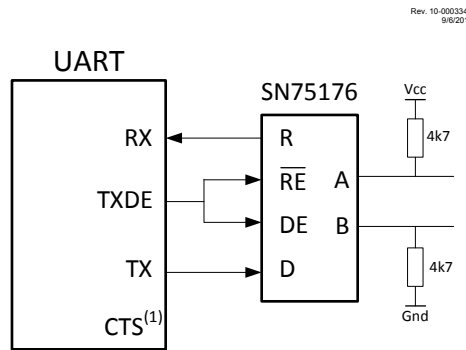 Rev. 10-000334
9/6/201
UART
SN75176
Vcc
RX
R
4k7
RE
A
TXDE
DE
B
TX
D
4k7
CTS(1)
Gnd